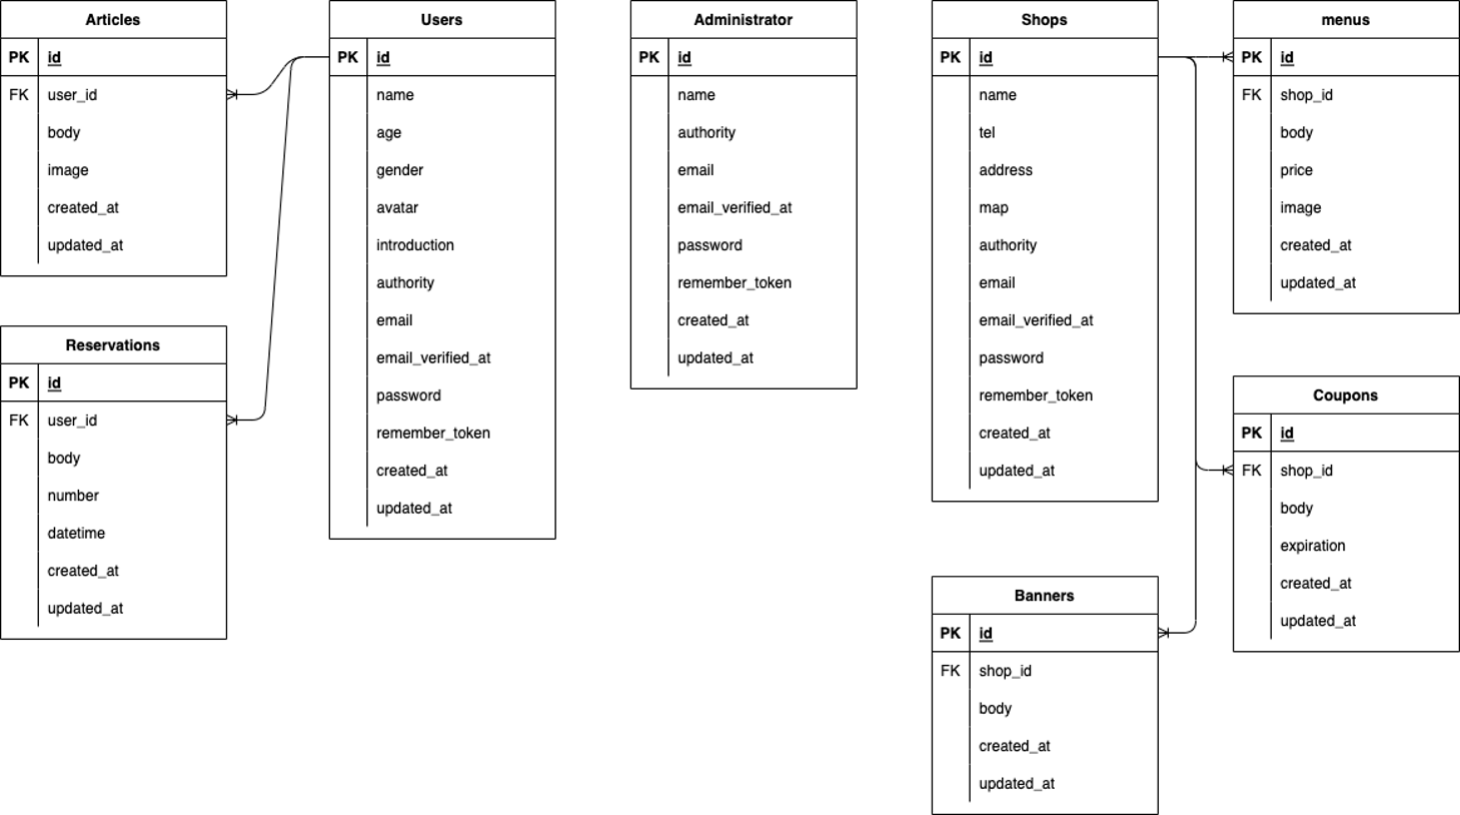 Articles
PK id
FK user_id
body
image
created_at
updated_at
Reservations
PK id
FK user_id
body
number
datetime
created_at
updated_at
Users
PK id
name
age
gender
avatar
introduction
authority
email
email_verified_at
password
remember_token
created_at
updated_at
Administrator
PK id
name
authority
email
email_verified_at
password
remember_token
created_at
updated_at
Shops
PK id
name
tel
address
map
authority
email
email_verified_at
password
remember_token
created_at
updated_at
Banners
PK id
FK shop_id
body
created_at
updated_at
menus
PK id
FK shop_id
body
price
image
created_at
updated_at
Coupons
PK id
FK shop_id
body
expiration
created_at
updated_at